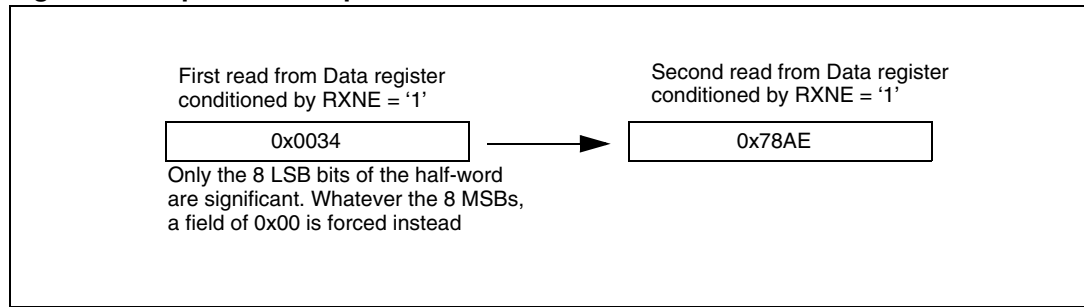 First read from Data register
conditioned by RXNE = ‘1’
0x0034
Only the 8 LSB bits of the half-word
are significant. Whatever the 8 MSBs,
a field of 0x00 is forced instead
Second read from Data register
conditioned by RXNE = ‘1’
0x78AE